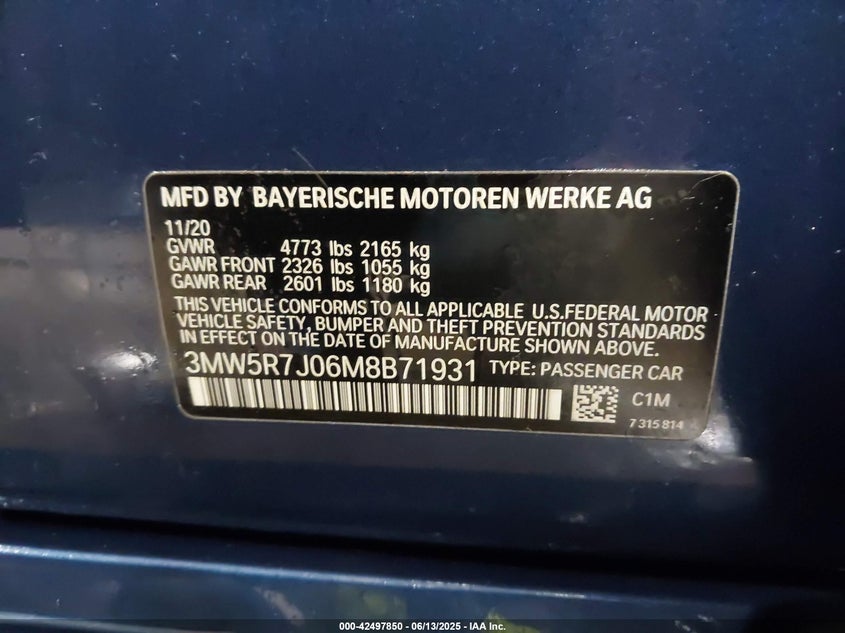 MFD BY BAYERISCHE MOTOREN WERKE AG
11/20
GVWR 4773 lbs 2165 kg
GAWR FRONT 2326 lbs 1055 kg
GAWR REAR 2601 lbs 1180 kg
THIS VEHICLE CONFORMS TO ALL APPLICABLE U.S.FEDERAL MOTOR
VEHICLE SAFETY, BUMPER AND THEFT PREVENTION STANDARDS
IN EFFECT ON THE DATE OF MANUFACTURE SHOWN ABOVE.
3MW5R7J06M8B71931 TYPE: PASSENGER CAR
C1M
7 315 814
000-42497850 - 06/13/2025 - IAA Inc.